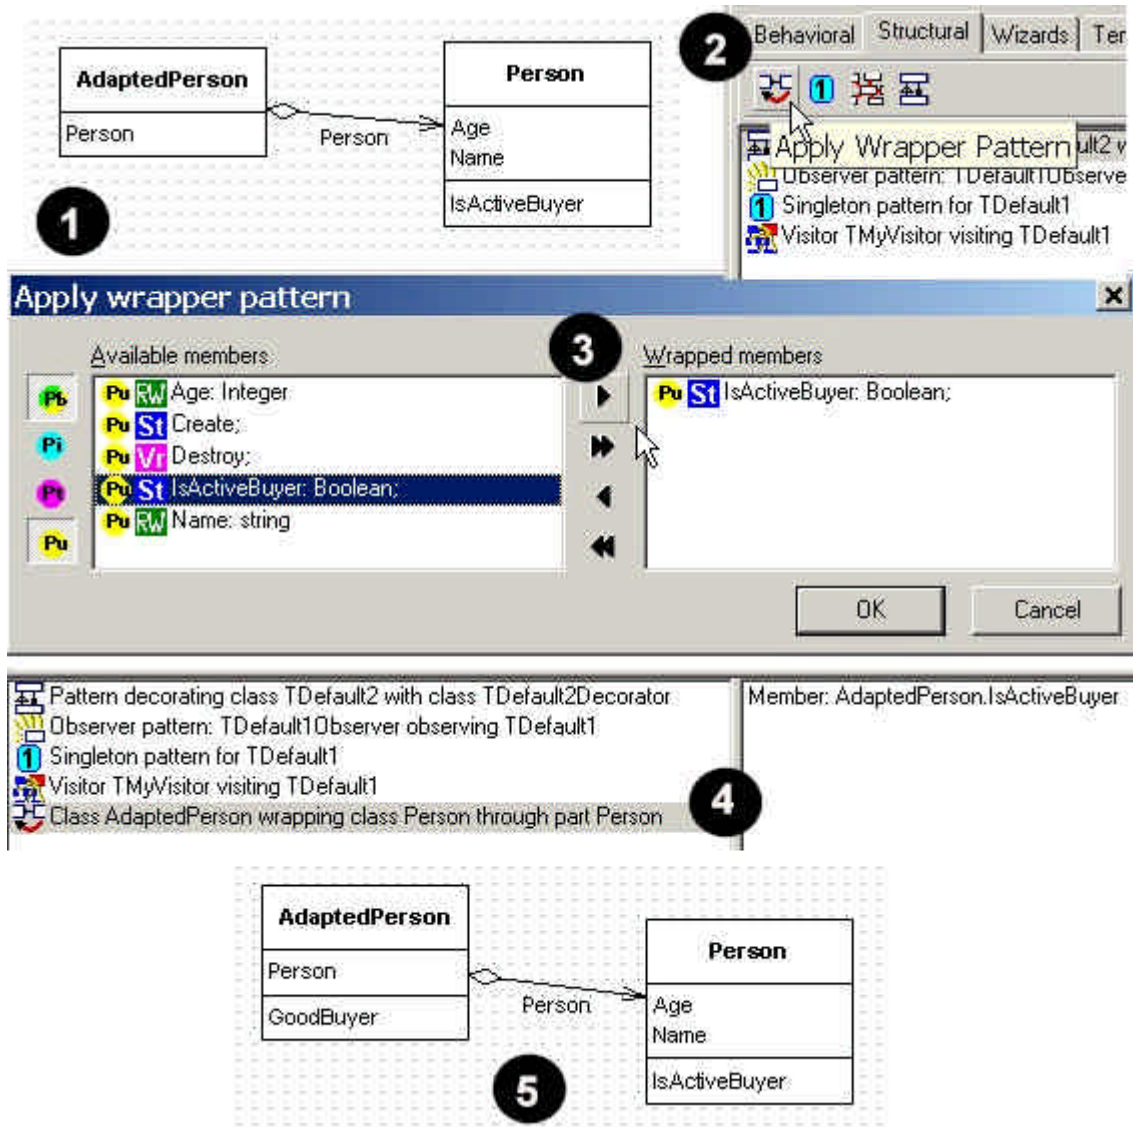 AdaptedPerson
Person
Person
Person
Age
Name
IsActiveBuyer
1
2
Behavioral Structural Wizards
1
Apply Wrapper Pattern
Observer pattern: TDefault1Observe
1 Singleton pattern for TDefault1
Visitor TMyVisitor visiting TDefault1
Apply wrapper pattern
3
Available members
Wrapped members
Pb
Pi
Pt
Pu
Pu RW Age: Integer
Pu St Create;
Pu Vr Destroy;
Pu St IsActiveBuyer: Boolean;
Pu RW Name: string
Pu St IsActiveBuyer: Boolean;
OK Cancel
Pattern decorating class TDefault2 with class TDefault2Decorator
Observer pattern: TDefault1Observer observing TDefault1
1 Singleton pattern for TDefault1
Visitor TMyVisitor visiting TDefault1
Class AdaptedPerson wrapping class Person through part Person
4
Member: AdaptedPerson.IsActiveBuyer
AdaptedPerson
Person
GoodBuyer
Person
Person
Age
Name
IsActiveBuyer
5